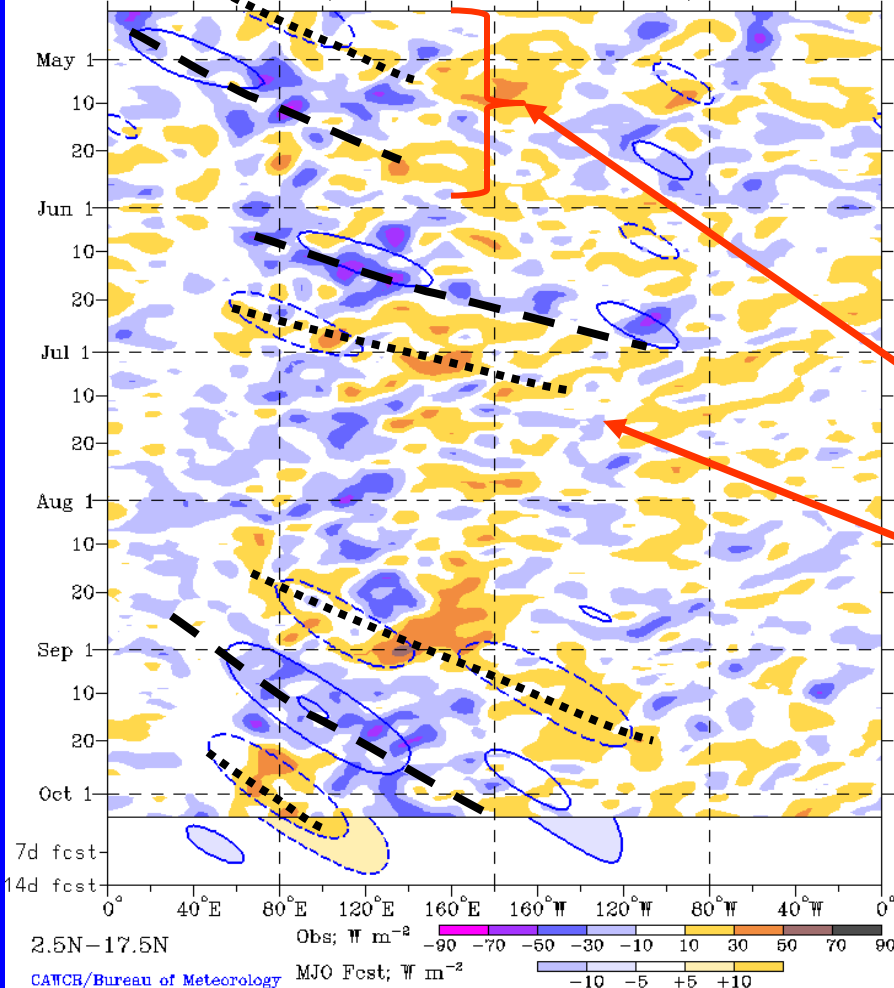 May 1
10
20
Jun 1
10
20
Jul 1
10
20
Aug 1
10
20
Sep 1
10
20
Oct 1
7d fcst
14d fcst
0° 40°E 80°E 120°E 160°E 160°W 120°W 80°W 40°W 0°
2.5N-17.5N
Obs; W m⁻²
-90 -70 -50 -30 -10 10 30 50 70 90
CAWCR/Bureau of Meteorology
MJO Fcst; W m⁻²
-10 -5 +5 +10